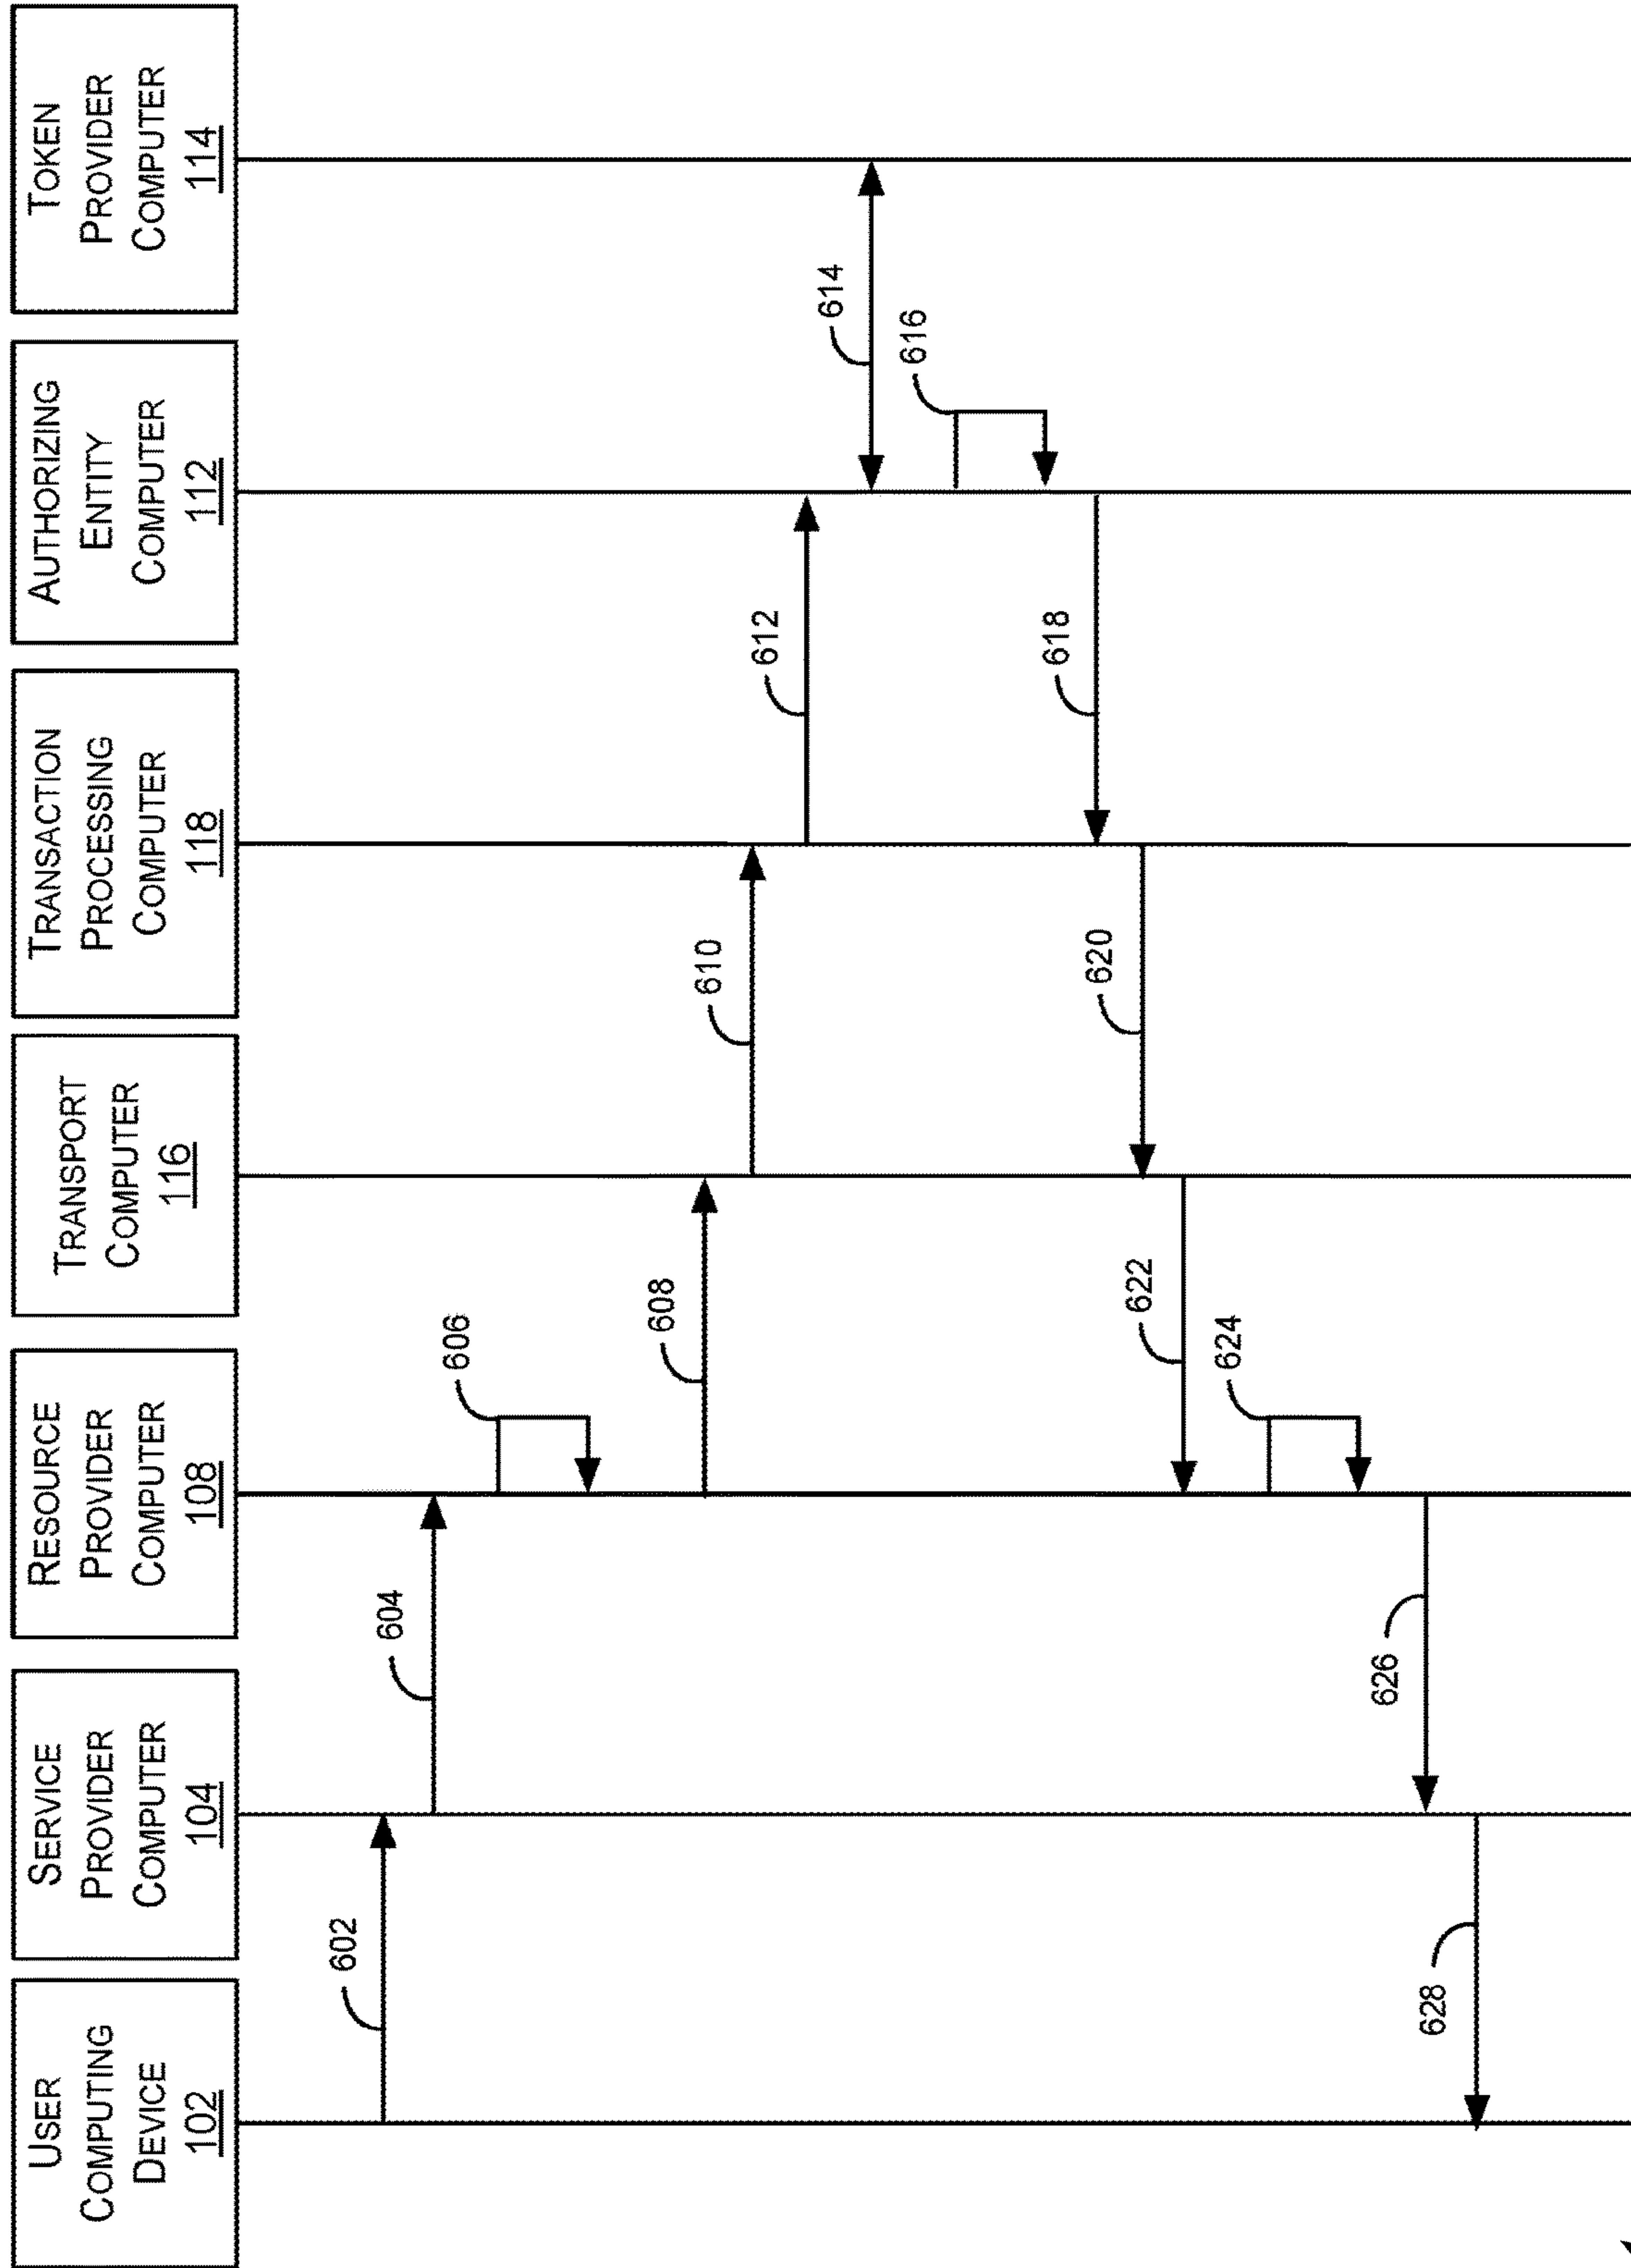 USER
COMPUTING
DEVICE
102
SERVICE
PROVIDER
COMPUTER
104
RESOURCE
PROVIDER
COMPUTER
108
TRANSPORT
COMPUTER
116
TRANSACTION
PROCESSING
COMPUTER
118
AUTHORIZING
ENTITY
COMPUTER
112
TOKEN
PROVIDER
COMPUTER
114
602
604
606
608
610
612
614
616
618
620
622
624
626
628